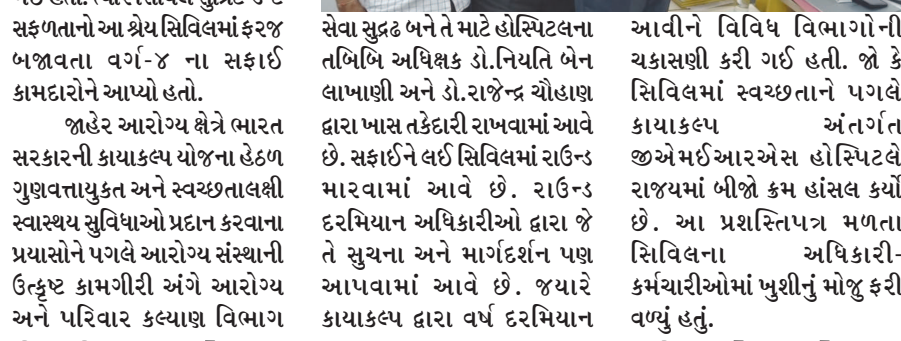 સફળતાનો આ શ્રેય સિવિલમાં ફરજ
બજાવતા વર્ગ-૪ ના સફાઈ
કામદારોને આપ્યો હતો.
જાહેર આરોગ્ય ક્ષેત્રે ભારત
સરકારની કાયાકલ્પ યોજના હેઠળ
ગુણવત્તાયુકત અને સ્વચ્છતાલક્ષી
સ્વાસ્થય સુવિધાઓ પ્રદાન કરવાના
પ્રયાસોને પગલે આરોગ્ય સંસ્થાની
ઉત્કૃષ્ટ કામગીરી અંગે આરોગ્ય
અને પરિવાર કલ્યાણ વિભાગ
સેવા સુદ્રઢ બને તે માટે હોસ્પિટલના
તબિબિ અધિક્ષક ડો.નિયતિ બેન
લાખાણી અને ડો.રાજેન્દ્ર ચૌહાણ
દ્વારા ખાસ તકેદારી રાખવામાં આવે
છે. સફાઈને લઈ સિવિલમાં રાઉન્ડ
મારવામાં આવે છે. રાઉન્ડ
દરમિયાન અધિકારીઓ દ્વારા જે
તે સુચના અને માર્ગદર્શન પણ
આપવામાં આવે છે. જયારે
કાયાકલ્પ દ્વારા વર્ષ દરમિયાન
આવીને વિવિધ વિભાગોની
ચકાસણી કરી ગઈ હતી. જો કે
સિવિલમાં સ્વચ્છતાને પગલે
કાયાકલ્પ અંતર્ગત
જીએમઈઆરએસ હોસ્પિટલે
રાજયમાં બીજો ક્રમ હાંસલ કર્યો
છે. આ પ્રશસ્તિપત્ર મળતા
સિવિલના અધિકારી-
કર્મચારીઓમાં ખુશીનું મોજુ ફરી
વળ્યું હતું.